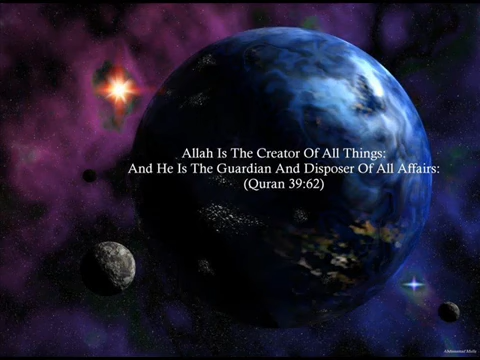 Allah Is The Creator Of All Things:
And He Is The Guardian And Disposer Of All Affairs:
(Quran 39:62)